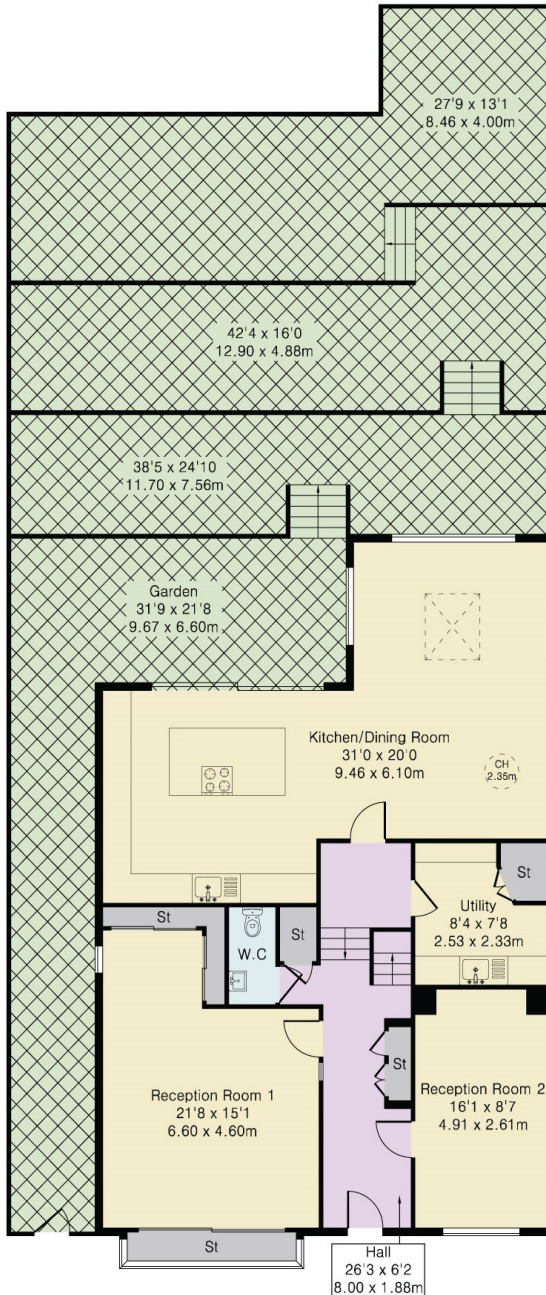 27'9 x 13'1
8.46 x 4.00m
42'4 x 16'0
12.90 x 4.88m
38'5 x 24'10
11.70 x 7.56m
Garden
31'9 x 21'8
9.67 x 6.60m
Kitchen/Dining Room
31'0 x 20'0
9.46 x 6.10m
CH
2.35m
St
Utility
8'4 x 7'8
2.53 x 2.33m
St
W.C
St
St
Reception Room 1
21'8 x 15'1
6.60 x 4.60m
Reception Room 2
16'1 x 8'7
4.91 x 2.61m
St
Hall
26'3 x 6'2
8.00 x 1.88m